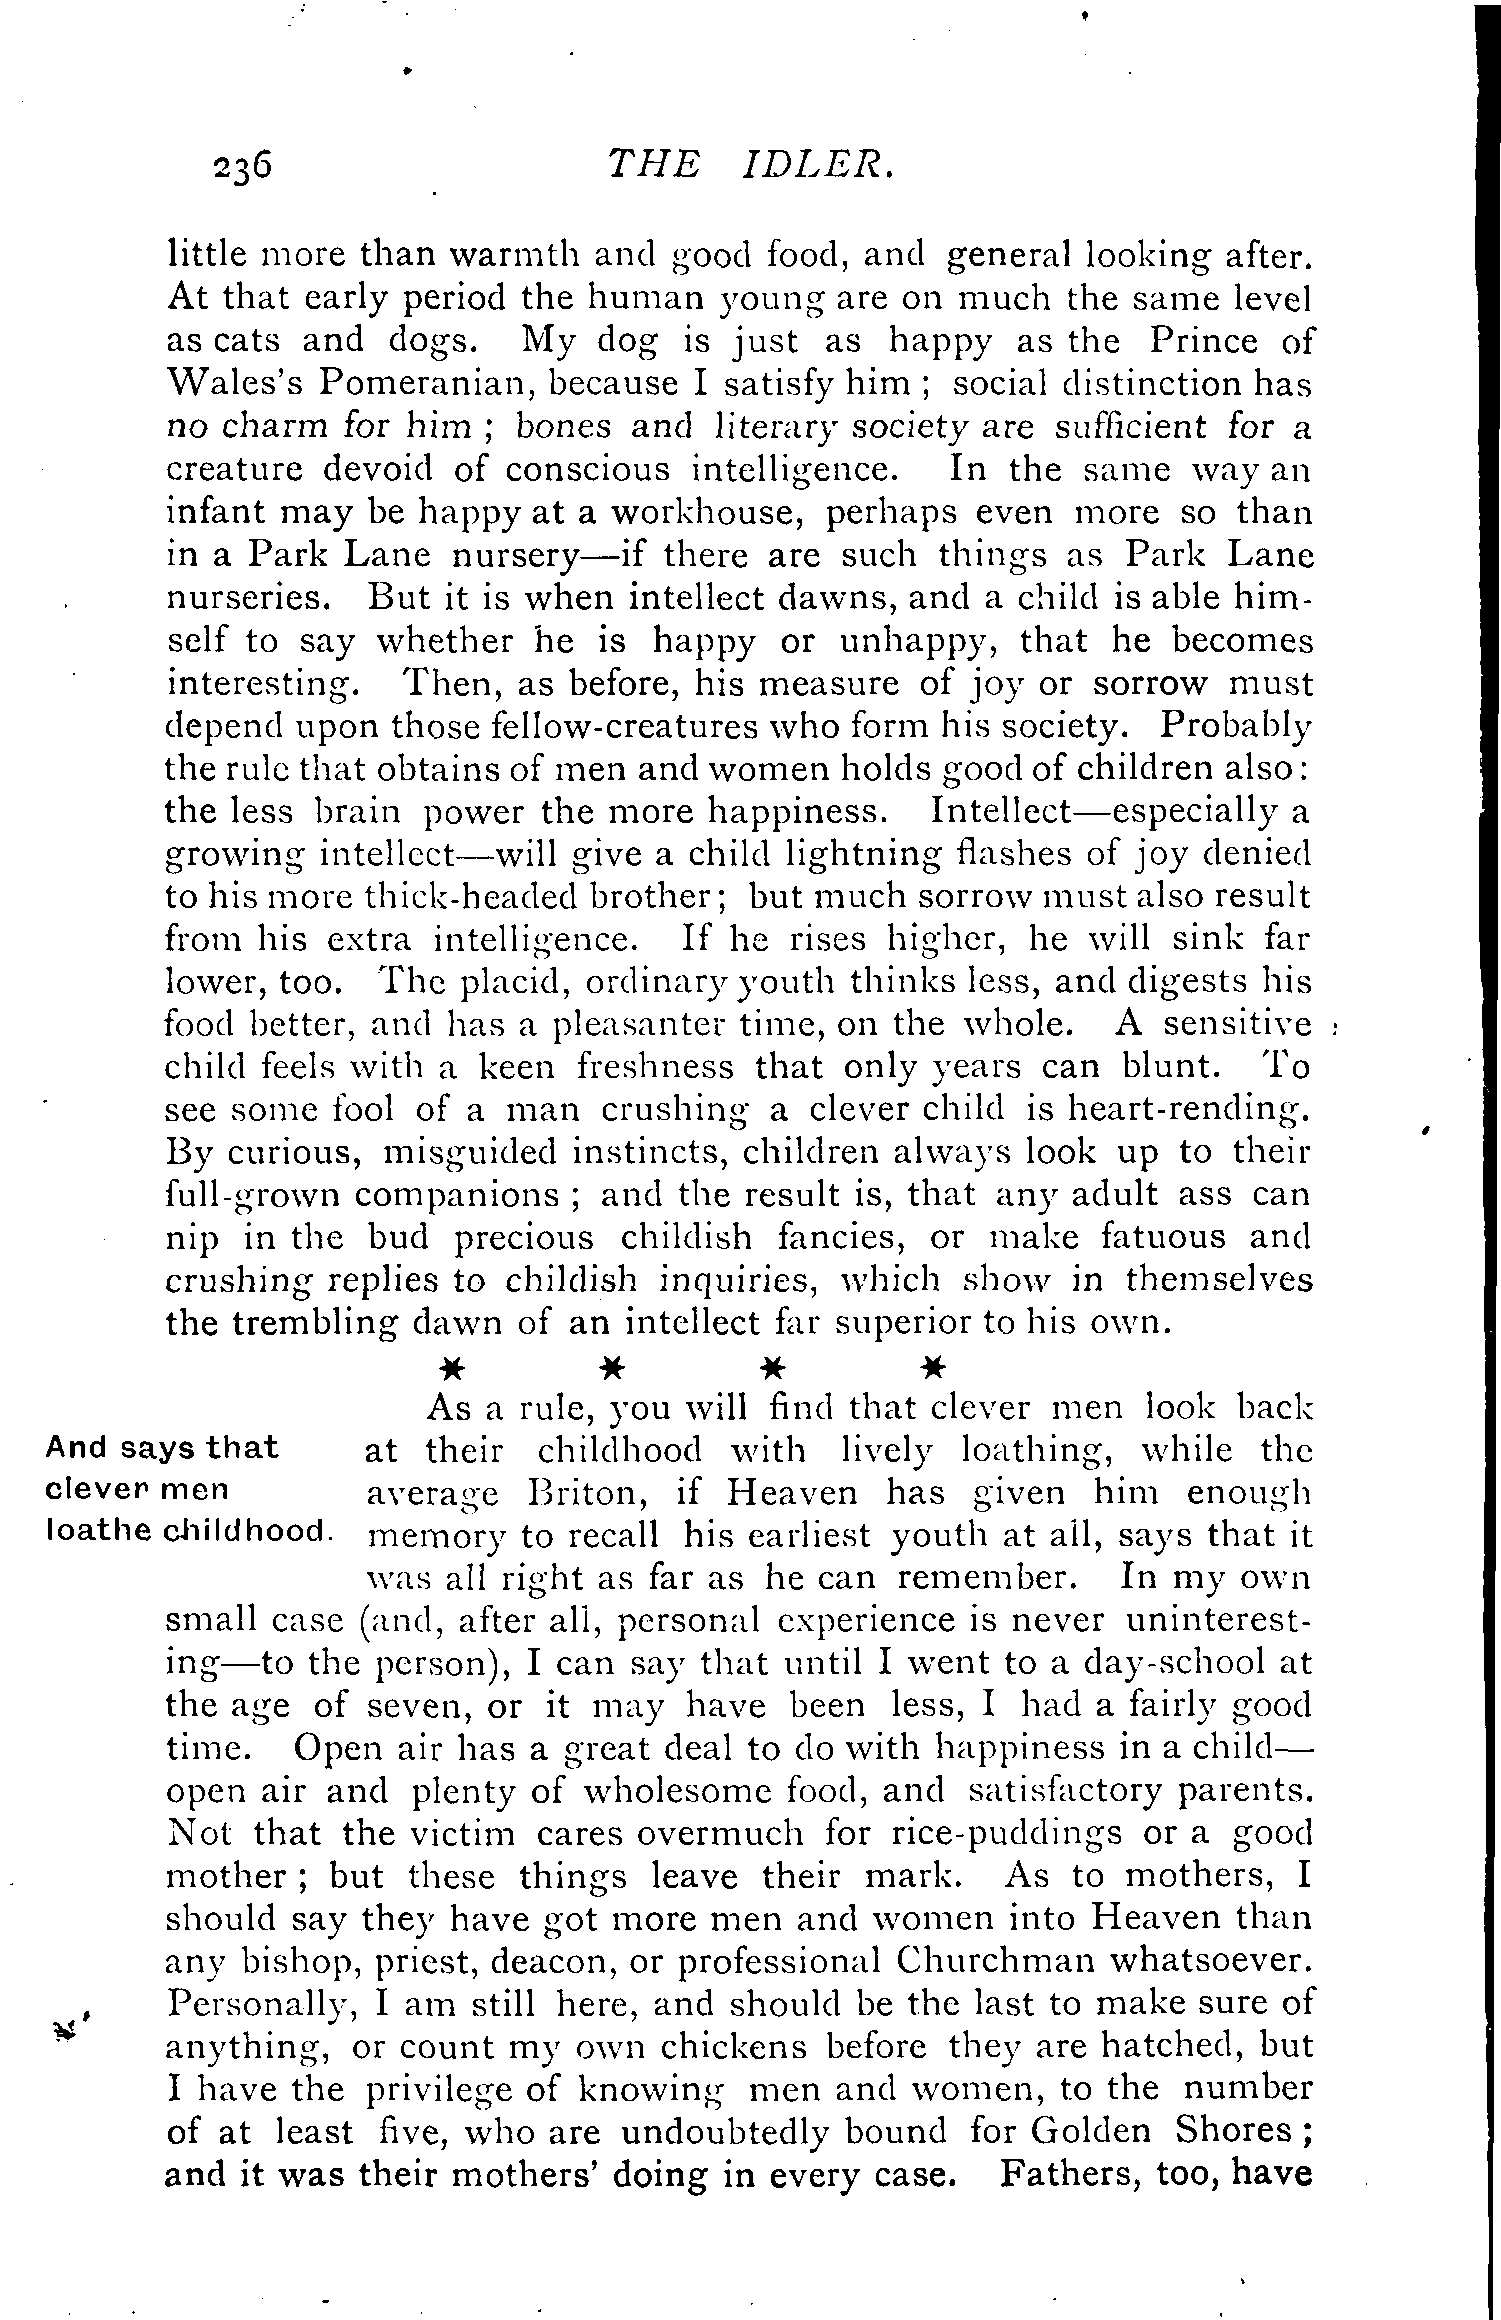 236 THE IDLER.
little more than warmth and good food, and general looking after.
At that early period the human young are on much the same level
as cats and dogs. My dog is just as happy as the Prince of
Wales's Pomeranian, because I satisfy him ; social distinction has
no charm for him ; bones and literary society are sufficient for a
creature devoid of conscious intelligence. In the same way an
infant may be happy at a workhouse, perhaps even more so than
in a Park Lane nursery—if there are such things as Park Lane
nurseries. But it is when intellect dawns, and a child is able him-
self to say whether he is happy or unhappy, that he becomes
interesting. Then, as before, his measure of joy or sorrow must
depend upon those fellow-creatures who form his society. Probably
the rule that obtains of men and women holds good of children also:
the less brain power the more happiness. Intellect—especially a
growing intellect—will give a child lightning flashes of joy denied
to his more thick-headed brother; but much sorrow must also result
from his extra intelligence. If he rises higher, he will sink far
lower, too. The placid, ordinary youth thinks less, and digests his
food better, and has a pleasanter time, on the whole. A sensitive
child feels with a keen freshness that only years can blunt. To
see some fool of a man crushing a clever child is heart-rending.
By curious, misguided instincts, children always look up to their
full-grown companions ; and the result is, that any adult ass can
nip in the bud precious childish fancies, or make fatuous and
crushing replies to childish inquiries, which show in themselves
the trembling dawn of an intellect far superior to his own.
* * * *
And says that
clever men
loathe childhood.
As a rule, you will find that clever men look back
at their childhood with lively loathing, while the
average Briton, if Heaven has given him enough
memory to recall his earliest youth at all, says that it
was all right as far as he can remember. In my own
small case (and, after all, personal experience is never uninterest-
ing—to the person), I can say that until I went to a day-school at
the age of seven, or it may have been less, I had a fairly good
time. Open air has a great deal to do with happiness in a child—
open air and plenty of wholesome food, and satisfactory parents.
Not that the victim cares overmuch for rice-puddings or a good
mother ; but these things leave their mark. As to mothers, I
should say they have got more men and women into Heaven than
any bishop, priest, deacon, or professional Churchman whatsoever.
Personally, I am still here, and should be the last to make sure of
anything, or count my own chickens before they are hatched, but
I have the privilege of knowing men and women, to the number
of at least five, who are undoubtedly bound for Golden Shores ;
and it was their mothers' doing in every case. Fathers, too, have